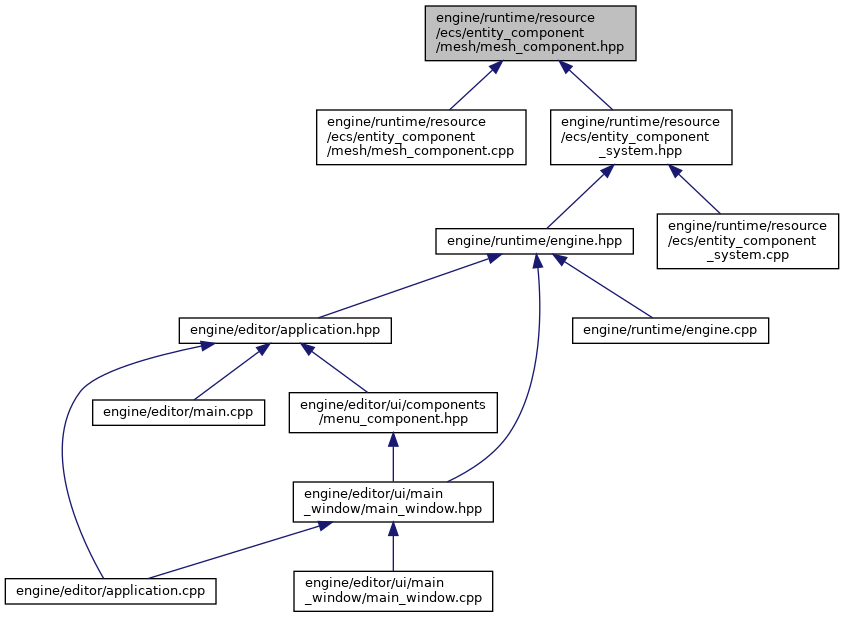 engine/runtime/resource
/ecs/entity_component
/mesh/mesh_component.hpp
engine/runtime/resource
/ecs/entity_component
/mesh/mesh_component.cpp
engine/runtime/resource
/ecs/entity_component
_system.hpp
engine/runtime/resource
/ecs/entity_component
_system.cpp
engine/runtime/engine.hpp
engine/editor/application.hpp
engine/runtime/engine.cpp
engine/editor/main.cpp
engine/editor/ui/components
/menu_component.hpp
engine/editor/ui/main
_window/main_window.hpp
engine/editor/application.cpp
engine/editor/ui/main
_window/main_window.cpp